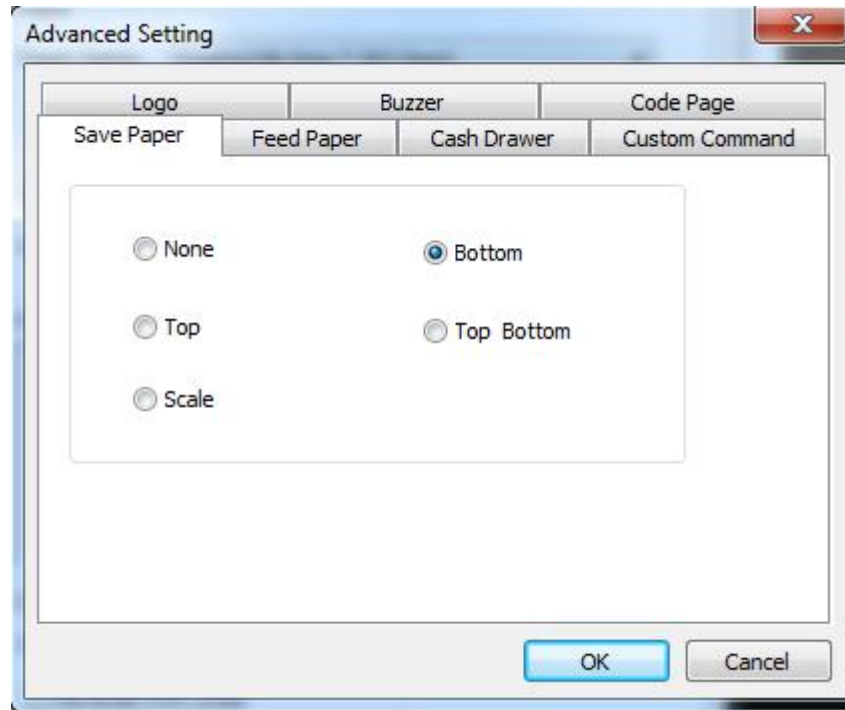 Advanced Setting
Logo Buzzer Code Page
Save Paper Feed Paper Cash Drawer Custom Command
None Bottom
Top Top Bottom
Scale
OK Cancel